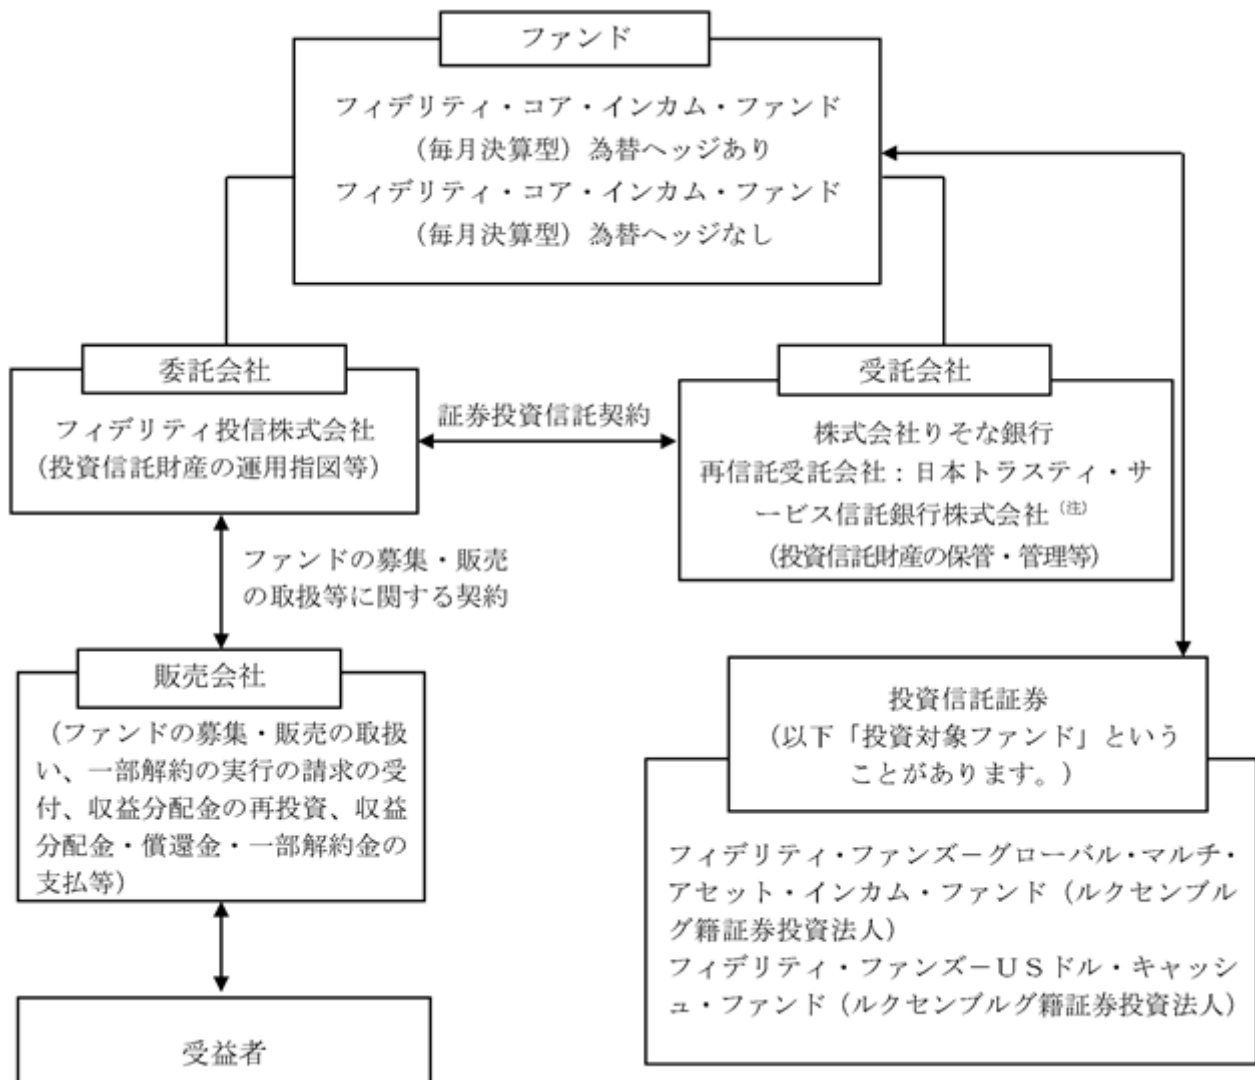 ファンド
フィデリティ・コア・インカム・ファンド
（毎月決算型）為替ヘッジあり
フィデリティ・コア・インカム・ファンド
（毎月決算型）為替ヘッジなし
委託会社
フィデリティ投信株式会社
（投資信託財産の運用指図等）
証券投資信託契約
受託会社
株式会社りそな銀行
再信託受託会社：日本トラスティ・サ
ービス信託銀行株式会社（注）
（投資信託財産の保管・管理等）
ファンドの募集・販売
の取扱等に関する契約
販売会社
（ファンドの募集・販売の取扱
い、一部解約の実行の請求の受
付、収益分配金の再投資、収益
分配金・償還金・一部解約金の
支払等）
投資信託証券
（以下「投資対象ファンド」という
ことがあります。）
フィデリティ・ファンズ－グローバル・マルチ・
アセット・インカム・ファンド（ルクセンブル
グ籍証券投資法人）
フィデリティ・ファンズ－ＵＳドル・キャッシ
ュ・ファンド（ルクセンブルグ籍証券投資法人）
受益者